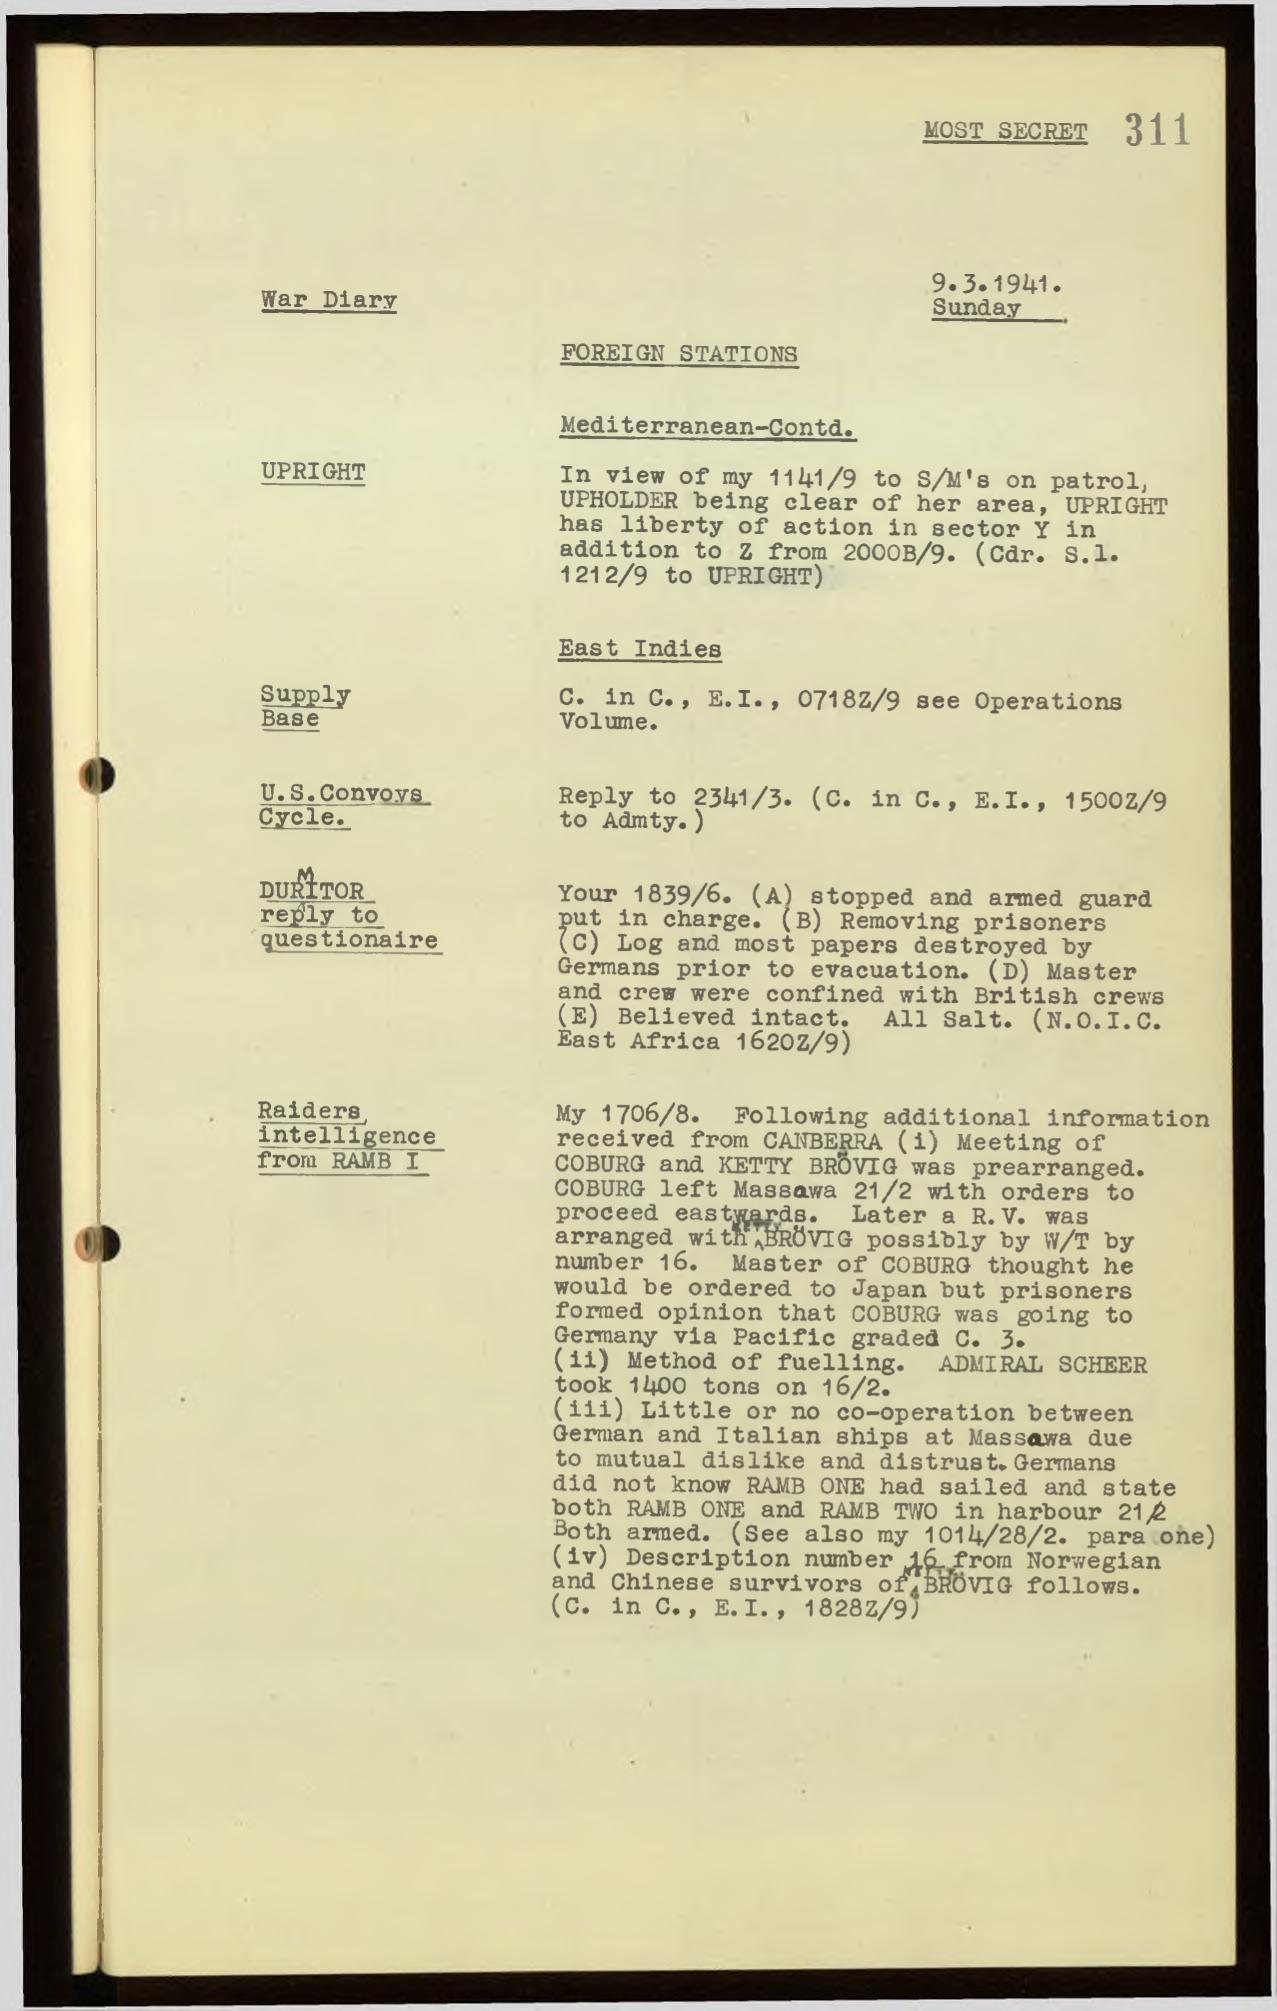 MOST SECRET 311
War Diary
9.3.1941.
Sunday
FOREIGN STATIONS
Mediterranean-Contd.
UPRIGHT
In view of my 1141/9 to S/M's on patrol,
UPHOLDER being clear of her area, UPRIGHT
has liberty of action in sector Y in
addition to Z from 2000B/9. (Cdr. S.l.
1212/9 to UPRIGHT)
East Indies
Supply
Base
C. in C., E.I., 0718Z/9 see Operations
Volume.
U.S.Convoys
Cycle.
Reply to 2341/3. (C. in C., E.I., 1500Z/9
to Admty.)
M
DURITOR
reply to
questionaire
Your 1839/6. (A) stopped and armed guard
put in charge. (B) Removing prisoners
(C) Log and most papers destroyed by
Germans prior to evacuation. (D) Master
and crew were confined with British crews
(E) Believed intact. All Salt. (N.O.I.C.
East Africa 1620Z/9)
Raiders,
intelligence
from RAMB I
My 1706/8. Following additional information
received from CANBERRA (i) Meeting of
COBURG and KETTY BRÖVIG was prearranged.
COBURG left Massawa 21/2 with orders to
proceed eastwards. Later a R.V. was
arranged with KETTY BRÖVIG possibly by W/T by
number 16. Master of COBURG thought he
would be ordered to Japan but prisoners
formed opinion that COBURG was going to
Germany via Pacific graded C. 3.
(ii) Method of fuelling. ADMIRAL SCHEER
took 1400 tons on 16/2.
(iii) Little or no co-operation between
German and Italian ships at Massawa due
to mutual dislike and distrust. Germans
did not know RAMB ONE had sailed and state
both RAMB ONE and RAMB TWO in harbour 21/2
Both armed. (See also my 1014/28/2. para one)
(iv) Description number 16 from Norwegian
and Chinese survivors of KETTY BRÖVIG follows.
(C. in C., E.I., 1828Z/9)